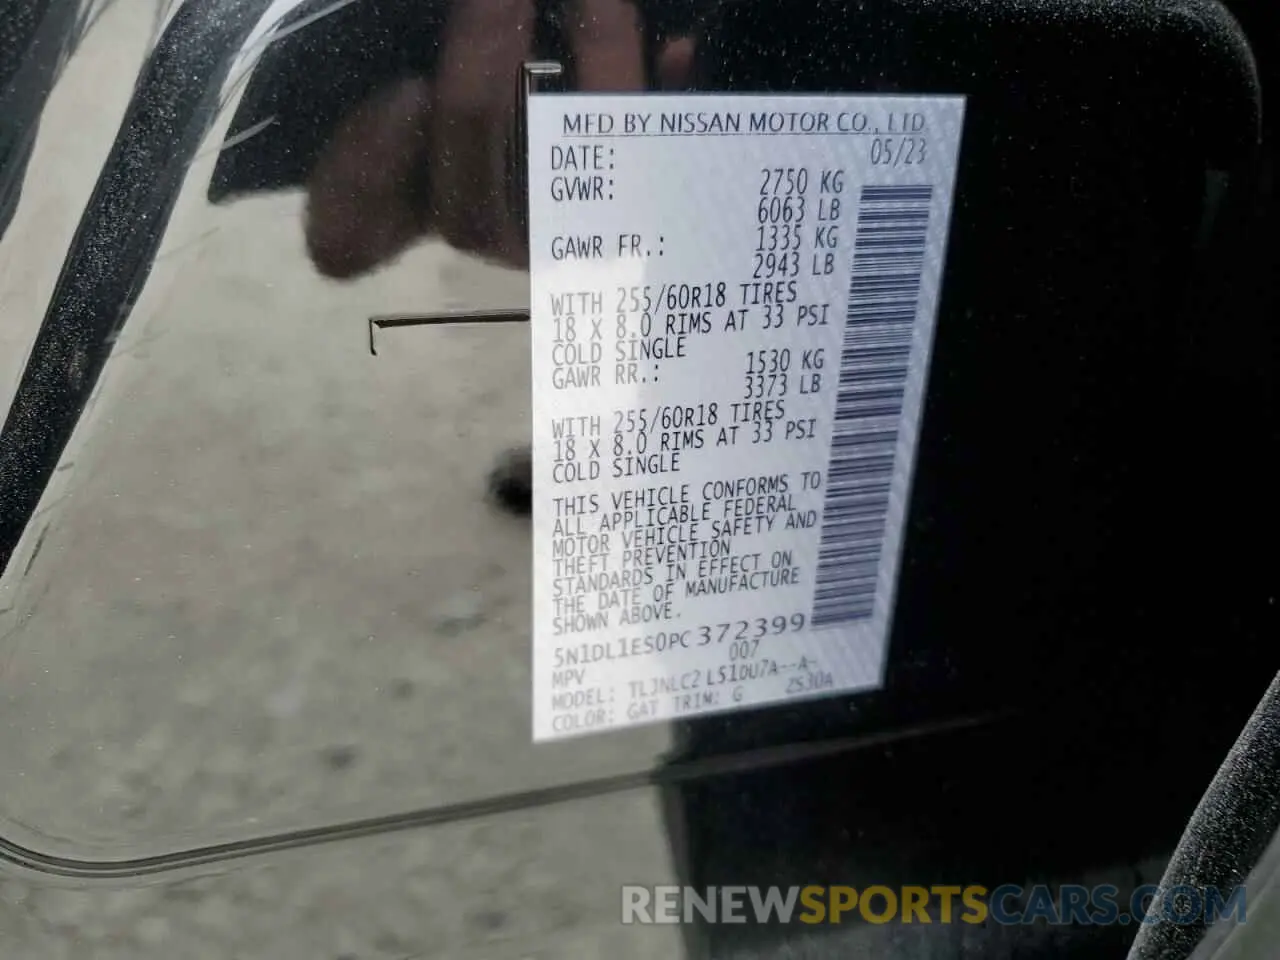 MFD BY NISSAN MOTOR CO., LTD
DATE: 05/23
GVWR: 2750 KG
6063 LB
GAWR FR.: 1335 KG
2943 LB
WITH 255/60R18 TIRES
18 X 8.0 RIMS AT 33 PSI
COLD SINGLE
GAWR RR.: 1530 KG
3373 LB
WITH 255/60R18 TIRES
18 X 8.0 RIMS AT 33 PSI
COLD SINGLE
THIS VEHICLE CONFORMS TO
ALL APPLICABLE FEDERAL
MOTOR VEHICLE SAFETY AND
THEFT PREVENTION
STANDARDS IN EFFECT ON
THE DATE OF MANUFACTURE
SHOWN ABOVE.
5N1DL1ES0PC372399
MPV 007
MODEL: TLJNLC2 L51DU7A--A-
COLOR: GAT TRIM: G 2S30A
RENEWSPORTSCARS.COM